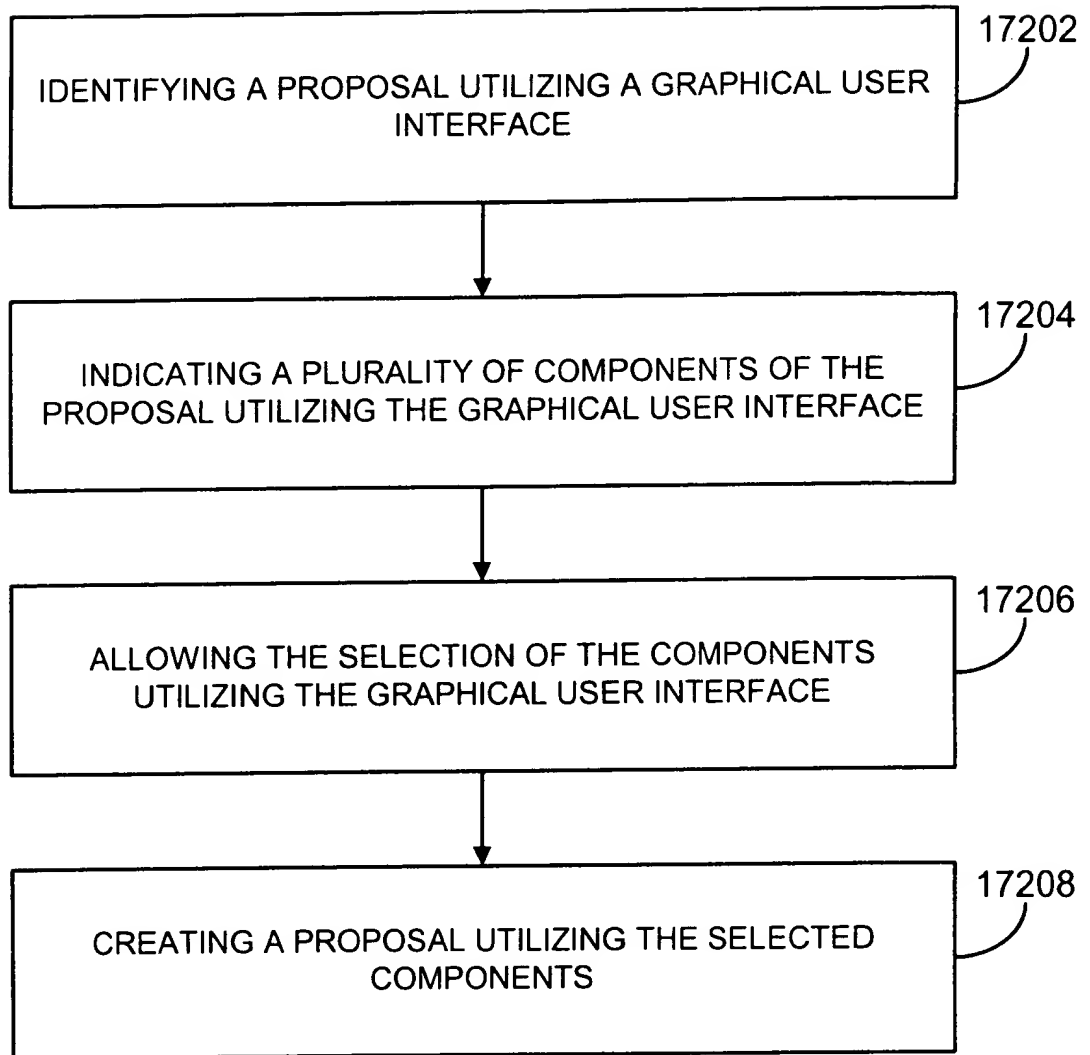 17202
IDENTIFYING A PROPOSAL UTILIZING A GRAPHICAL USER
INTERFACE
17204
INDICATING A PLURALITY OF COMPONENTS OF THE
PROPOSAL UTILIZING THE GRAPHICAL USER INTERFACE
17206
ALLOWING THE SELECTION OF THE COMPONENTS
UTILIZING THE GRAPHICAL USER INTERFACE
17208
CREATING A PROPOSAL UTILIZING THE SELECTED
COMPONENTS